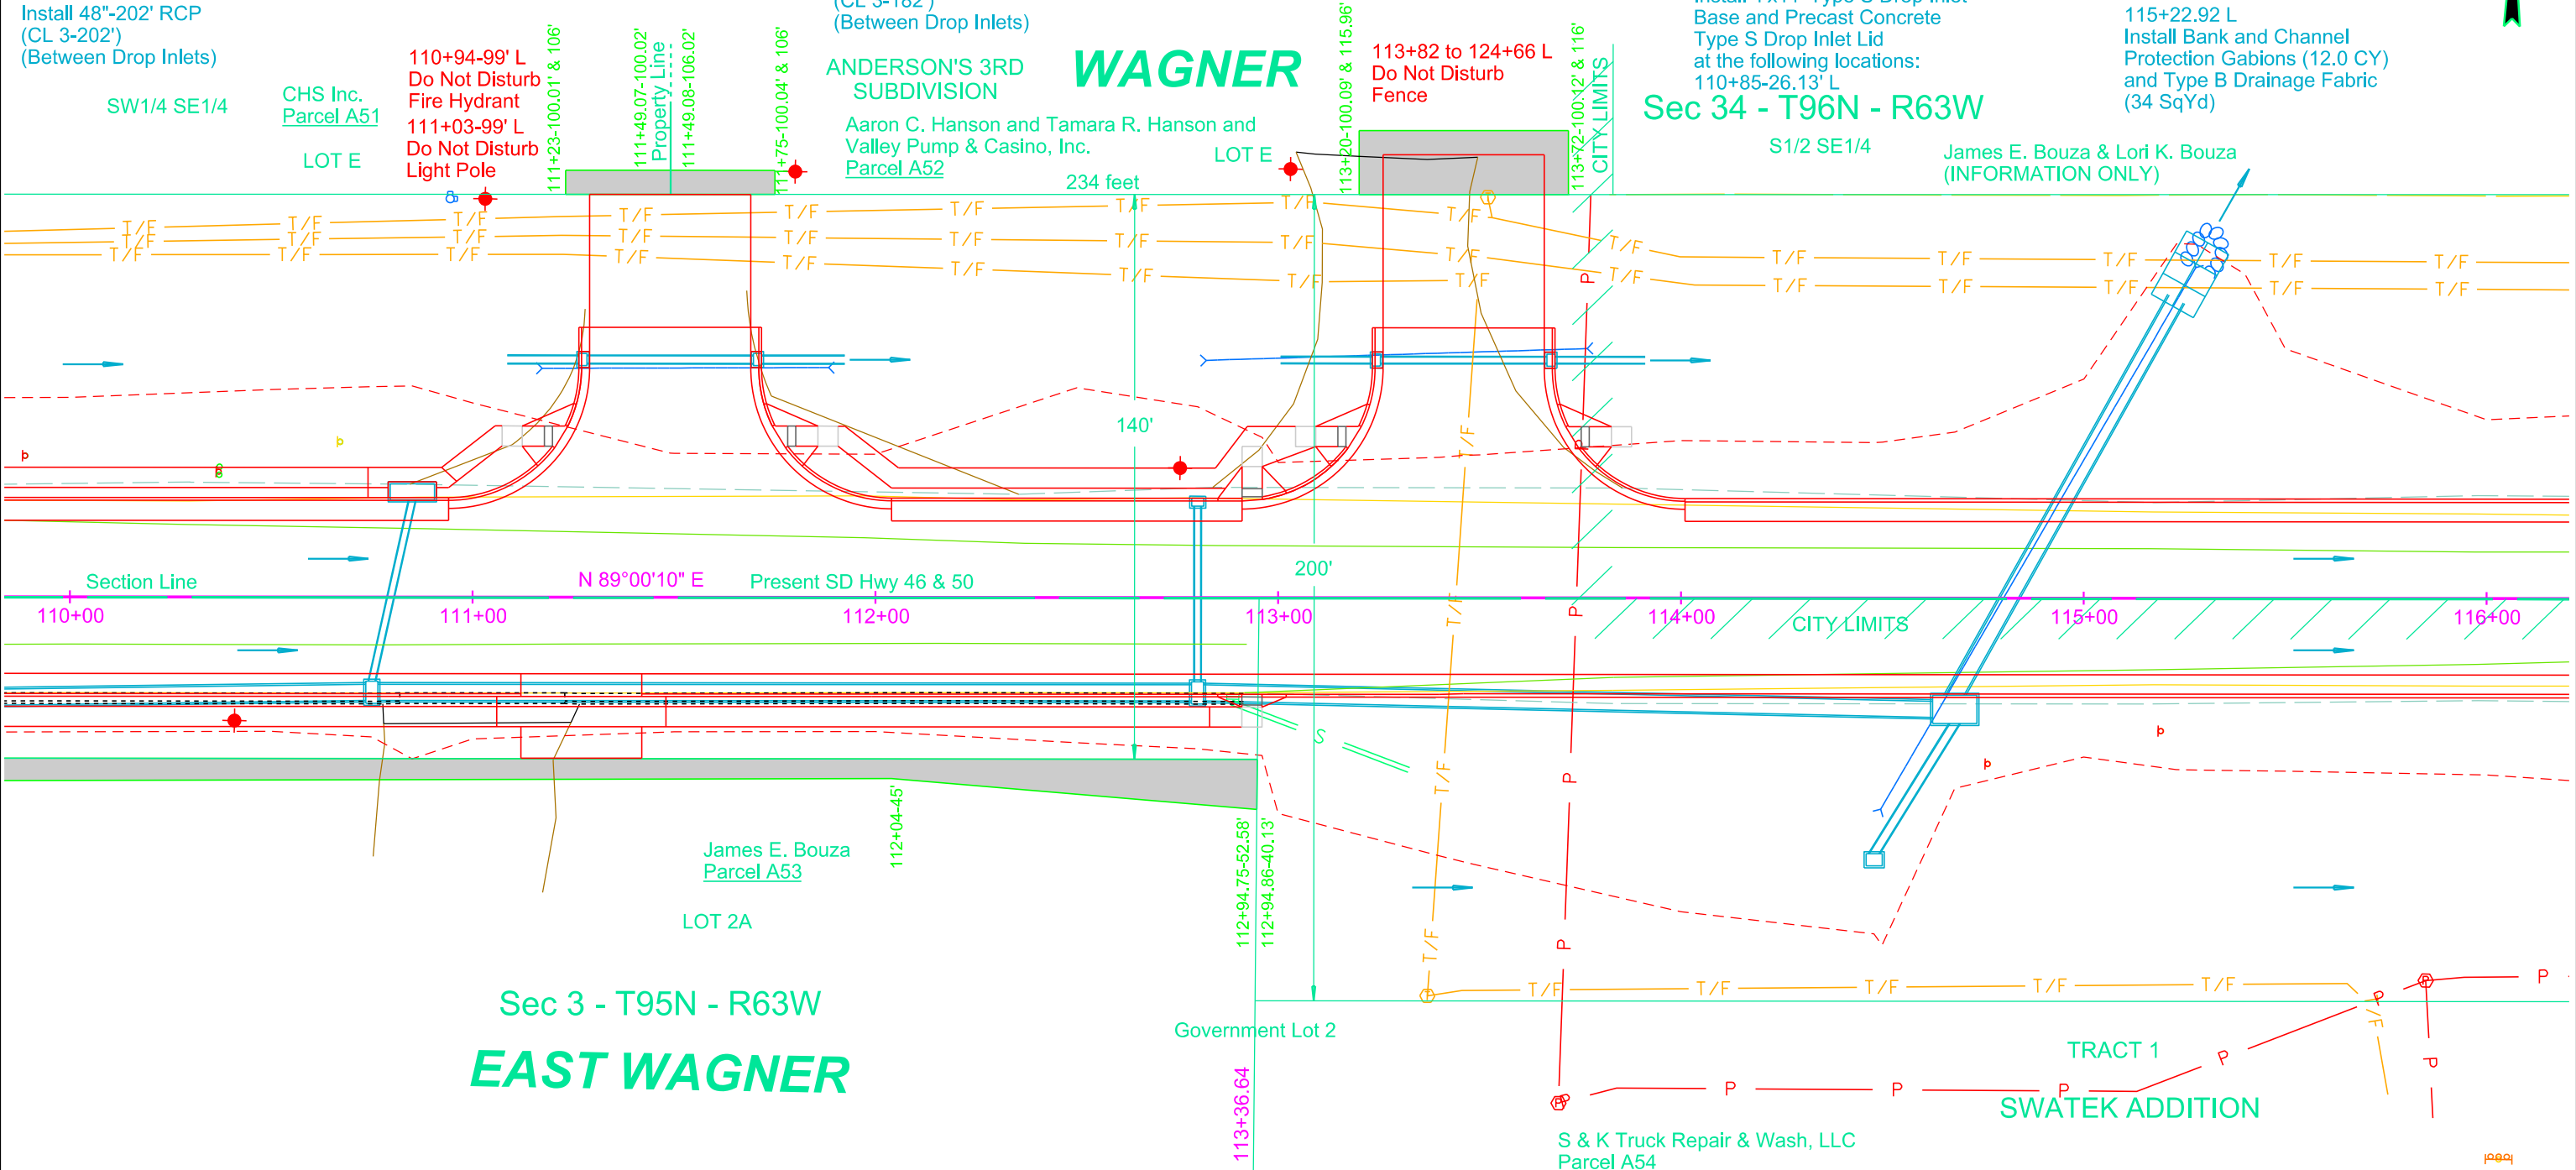 Install 48"-202' RCP
(CL 3-202')
(Between Drop Inlets)
SW1/4 SE1/4
CHS Inc.
Parcel A51
LOT E
110+94-99' L
Do Not Disturb
Fire Hydrant
111+03-99' L
Do Not Disturb
Light Pole
111+23-100.01' & 106'
111+49.07-100.02'
Property Line
111+49.08-106.02'
111+75-100.04' & 106'
(CL 3-182')
(Between Drop Inlets)
ANDERSON'S 3RD
SUBDIVISION
WAGNER
Aaron C. Hanson and Tamara R. Hanson and
Valley Pump & Casino, Inc.
Parcel A52
LOT E
234 feet
113+20-100.09' & 115.96'
113+82 to 124+66 L
Do Not Disturb
Fence
113+72-100.12' & 116'
CITY LIMITS
Base and Precast Concrete
Type S Drop Inlet Lid
at the following locations:
110+85-26.13' L
Sec 34 - T96N - R63W
S1/2 SE1/4
115+22.92 L
Install Bank and Channel
Protection Gabions (12.0 CY)
and Type B Drainage Fabric
(34 SqYd)
James E. Bouza & Lori K. Bouza
(INFORMATION ONLY)
T/F T/F T/F T/F T/F T/F T/F T/F T/F T/F
T/F T/F T/F T/F T/F T/F T/F T/F T/F T/F T/F T/F T/F T/F T/F
T/F T/F T/F T/F T/F T/F T/F T/F T/F T/F T/F T/F T/F T/F T/F
P
140'
T/F
P
200'
Section Line
N 89°00'10" E
Present SD Hwy 46 & 50
T/F
P
110+00
111+00
112+00
113+00
114+00
115+00
116+00
CITY LIMITS
S
T/F
P
112+04-45'
112+94.75-52.58'
112+94.86-40.13'
James E. Bouza
Parcel A53
LOT 2A
T/F
P
Sec 3 - T95N - R63W
EAST WAGNER
T/F T/F T/F T/F T/F
P
P
T/F
Government Lot 2
113+36.64
TRACT 1
P
P
P P P
P
SWATEK ADDITION
S & K Truck Repair & Wash, LLC
Parcel A54